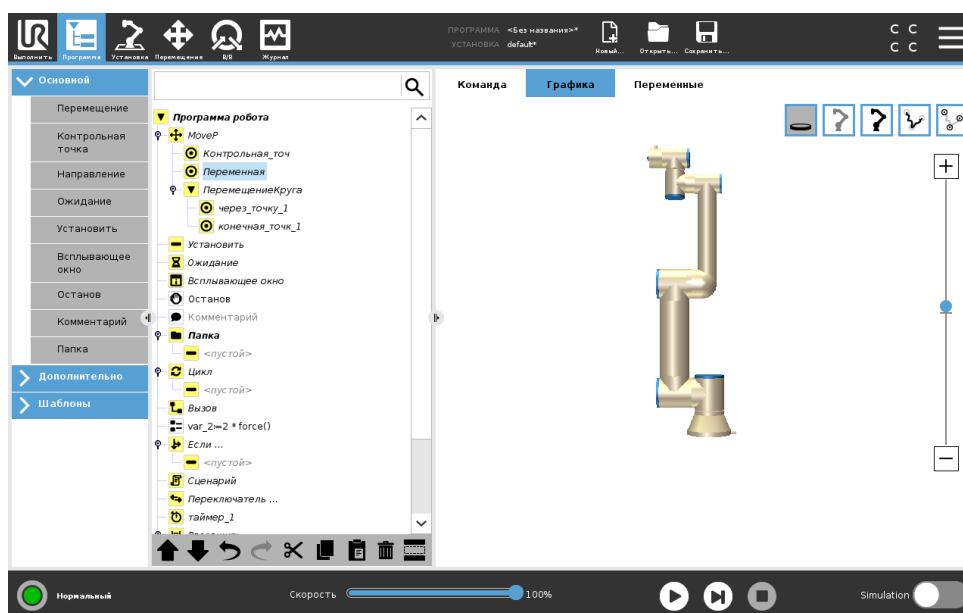 ПРОГРАММА <Без названия>*
УСТАНОВКА default*
UR
Выполнить
Программа
Установка
Перемещение
В/В
Журнал
Новый...
Открыть...
Сохранить...
C C
C C
Основной
Перемещение
Контрольная
точка
Направление
Ожидание
Установить
Всплывающее
окно
Останов
Комментарий
Папка
Дополнительно
Шаблоны
Программа робота
MoveP
Контрольная_точ
Переменная
ПеремещениеКруга
через_точку_1
конечная_точк_1
Установить
Ожидание
Всплывающее окно
Останов
Комментарий
Папка
<пустой>
Цикл
<пустой>
Вызов
var_2≔2 * force()
Если ...
<пустой>
Сценарий
Переключатель ...
таймер_1
Команда
Графика
Переменные
Нормальный
Скорость
100%
Simulation